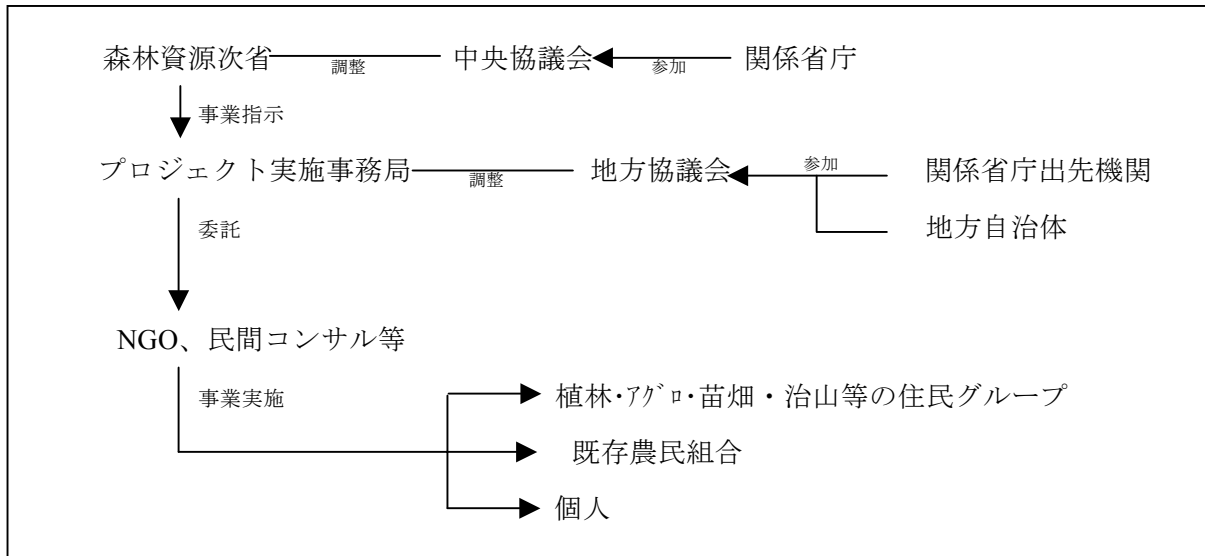 森林資源次省 調整 中央協議会 参加 関係省庁
事業指示
プロジェクト実施事務局 調整 地方協議会 参加 関係省庁出先機関
委託 地方自治体
NGO、民間コンサル等
事業実施 植林・ｱｸﾞﾛ・苗畑・治山等の住民グループ
既存農民組合
個人